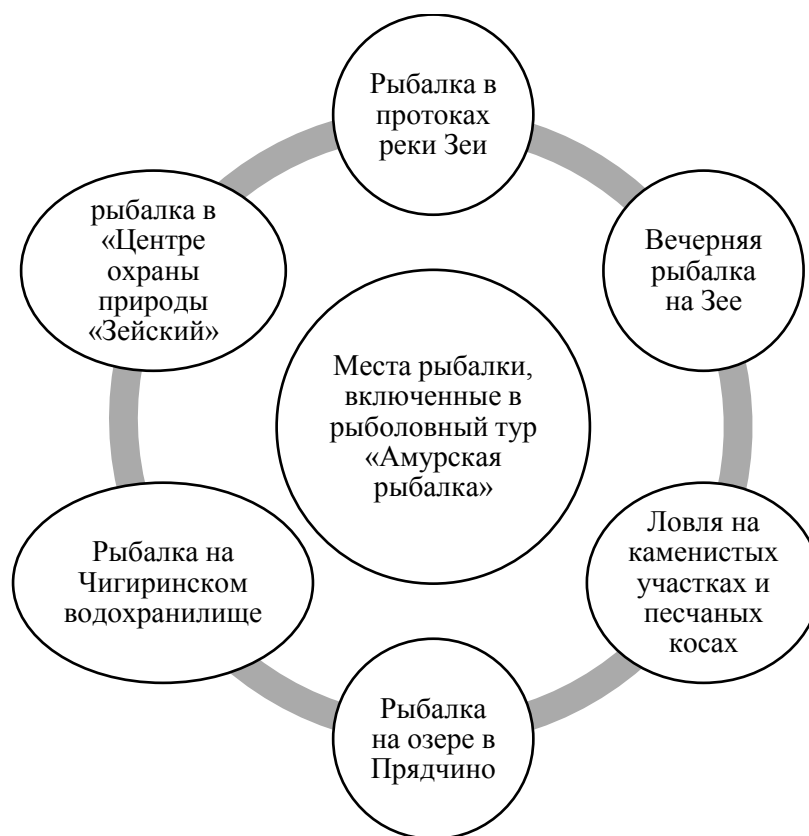 Рыбалка в
протоках
реки Зеи
Вечерняя
рыбалка
на Зее
Ловля на
каменистых
участках и
песчаных
косах
Рыбалка
на озере в
Прядчино
Рыбалка на
Чигиринском
водохранилище
рыбалка в
«Центре
охраны
природы
«Зейский»
Места рыбалки,
включенные в
рыболовный тур
«Амурская
рыбалка»